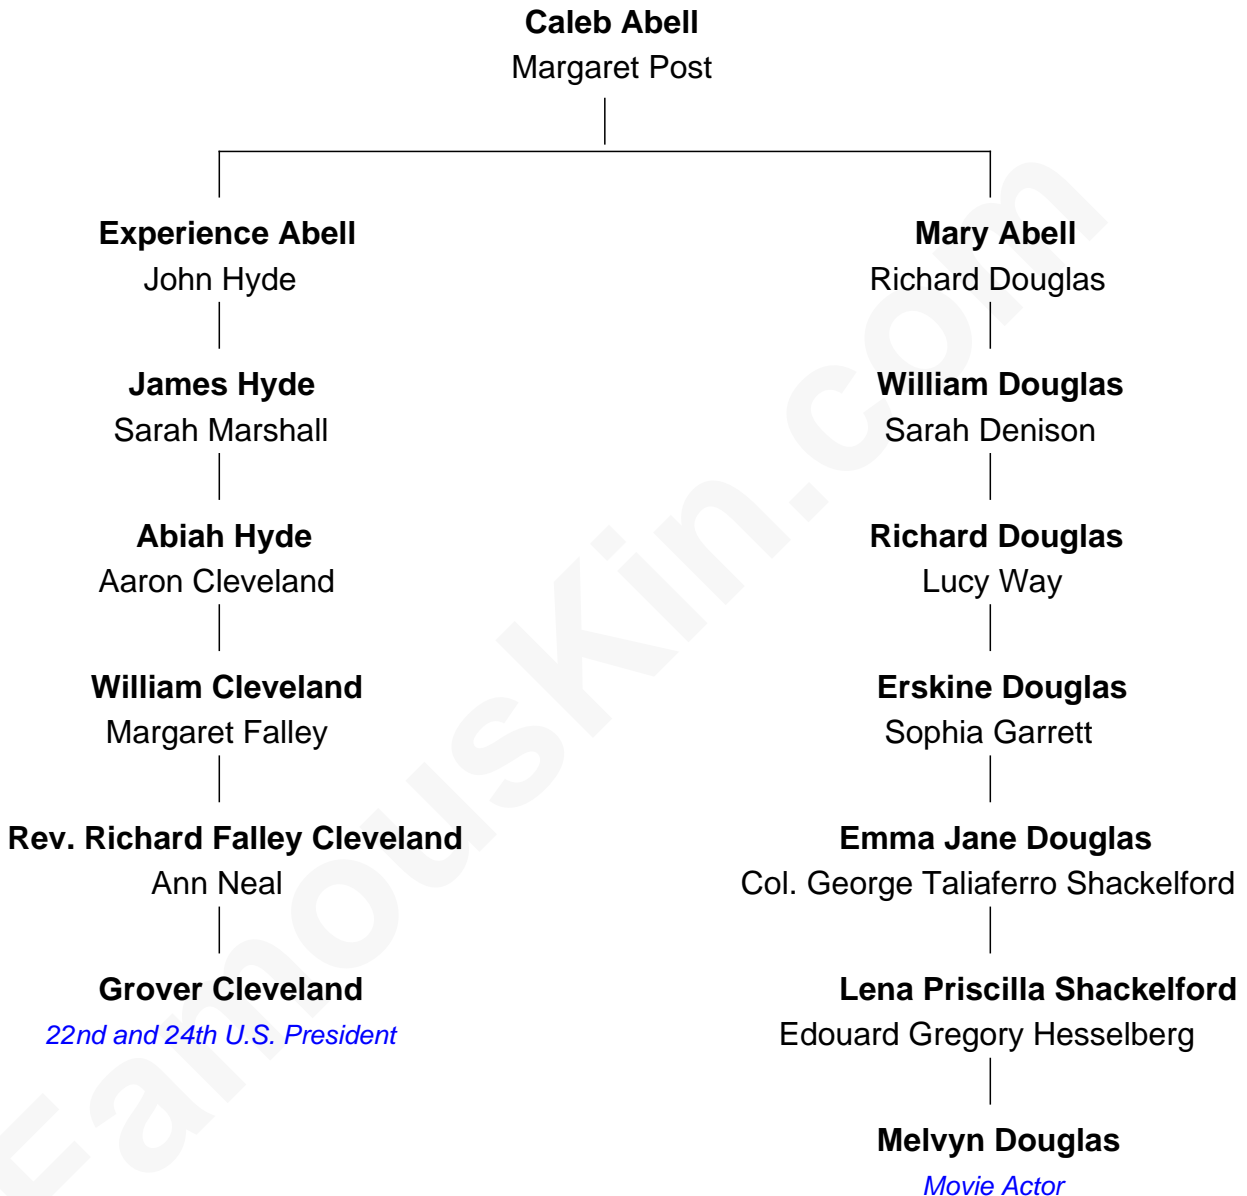 Caleb Abell
Margaret Post
Experience Abell
John Hyde
James Hyde
Sarah Marshall
Abiah Hyde
Aaron Cleveland
William Cleveland
Margaret Falley
Rev. Richard Falley Cleveland
Ann Neal
Grover Cleveland
22nd and 24th U.S. President
Mary Abell
Richard Douglas
William Douglas
Sarah Denison
Richard Douglas
Lucy Way
Erskine Douglas
Sophia Garrett
Emma Jane Douglas
Col. George Taliaferro Shackelford
Lena Priscilla Shackelford
Edouard Gregory Hesselberg
Melvyn Douglas
Movie Actor
FamousKin.com